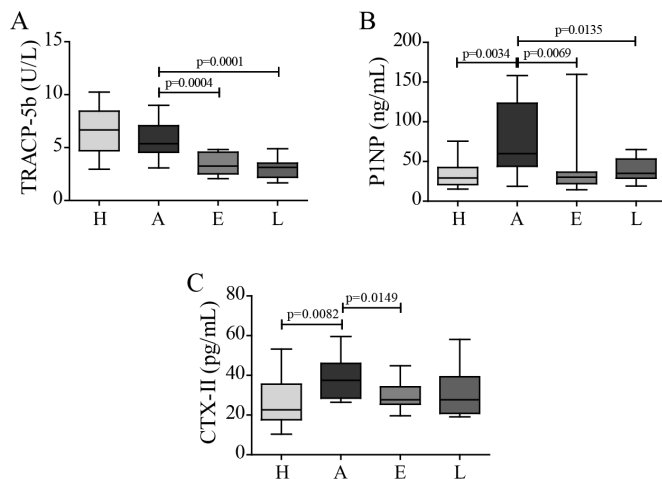 A
TRACP-5b (U/L)
15
10
5
0
p=0.0001
p=0.0004
H A E L
B
P1NP (ng/mL)
200
150
100
50
0
p=0.0135
p=0.0034 p=0.0069
H A E L
C
CTX-II (pg/mL)
80
60
40
20
0
p=0.0149
p=0.0082
H A E L